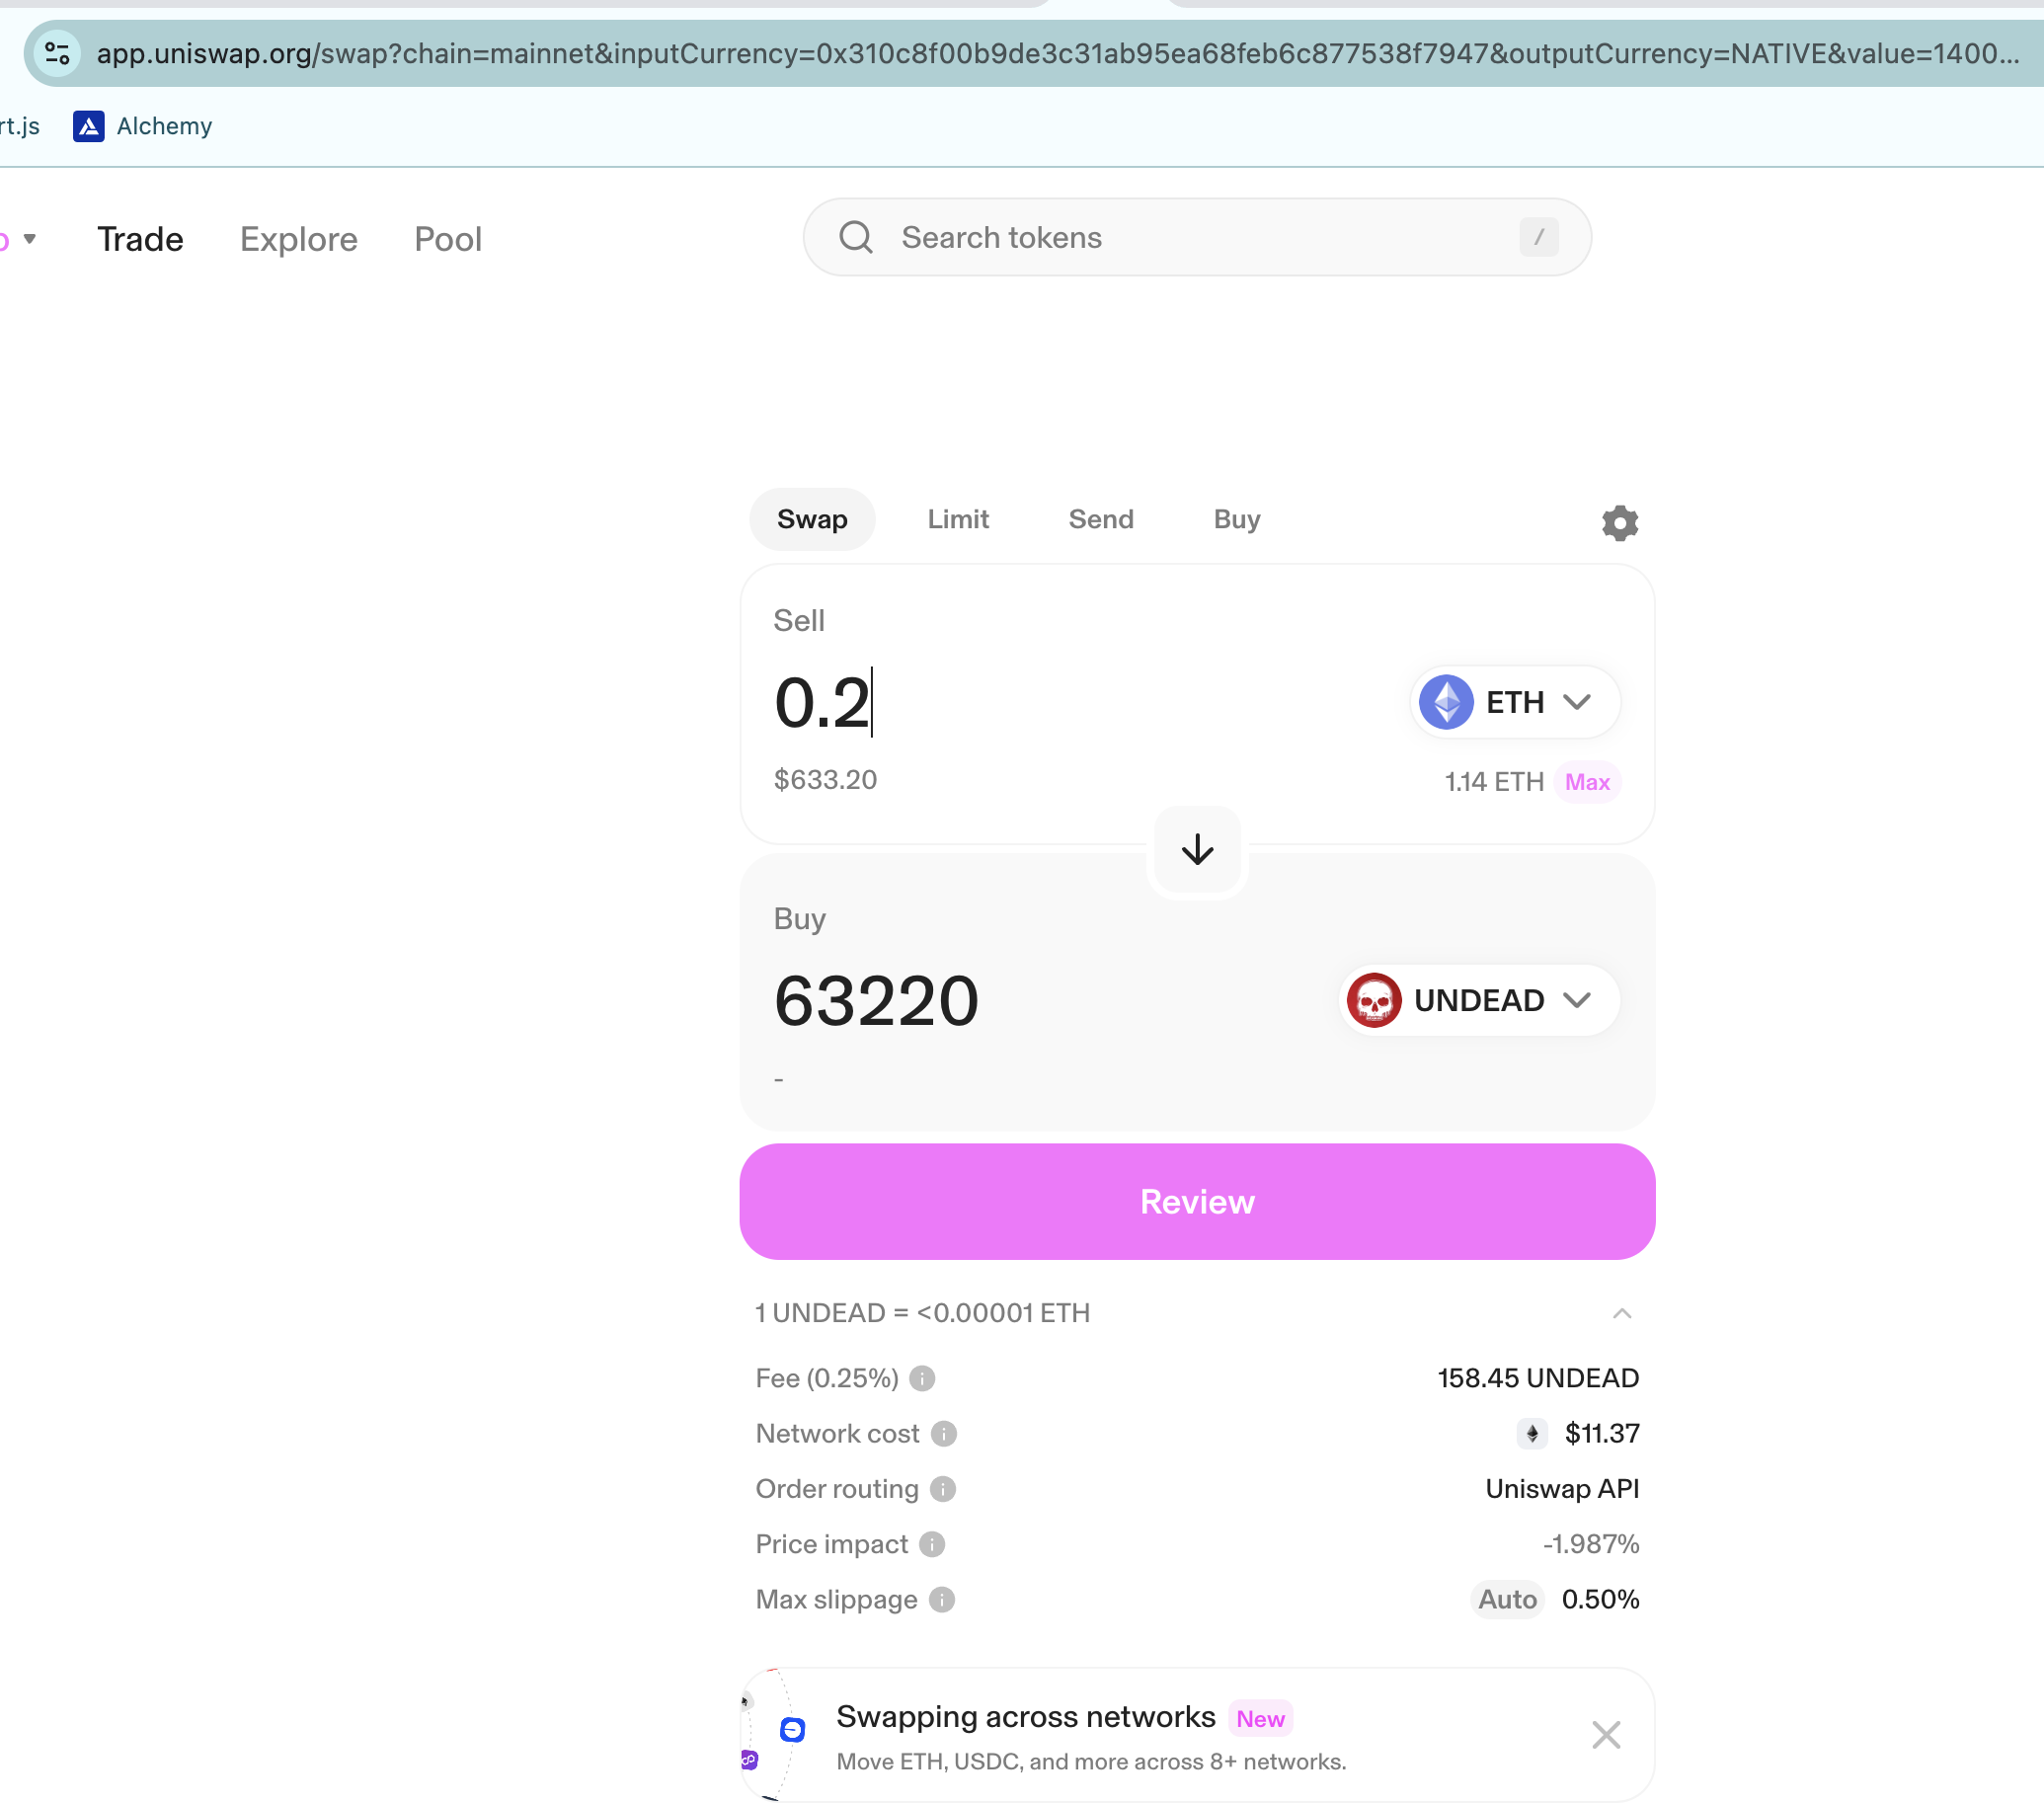 app.uniswap.org/swap?chain=mainnet&inputCurrency=0x310c8f00b9de3c31ab95ea68feb6c877538f7947&outputCurrency=NATIVE&value=1400...
rt.js Alchemy
Trade Explore Pool Search tokens /
Swap Limit Send Buy
Sell
0.2 ETH
$633.20 1.14 ETH Max
Buy
63220 UNDEAD
-
Review
1 UNDEAD = <0.00001 ETH
Fee (0.25%) 158.45 UNDEAD
Network cost $11.37
Order routing Uniswap API
Price impact -1.987%
Max slippage Auto 0.50%
Swapping across networks New
Move ETH, USDC, and more across 8+ networks.